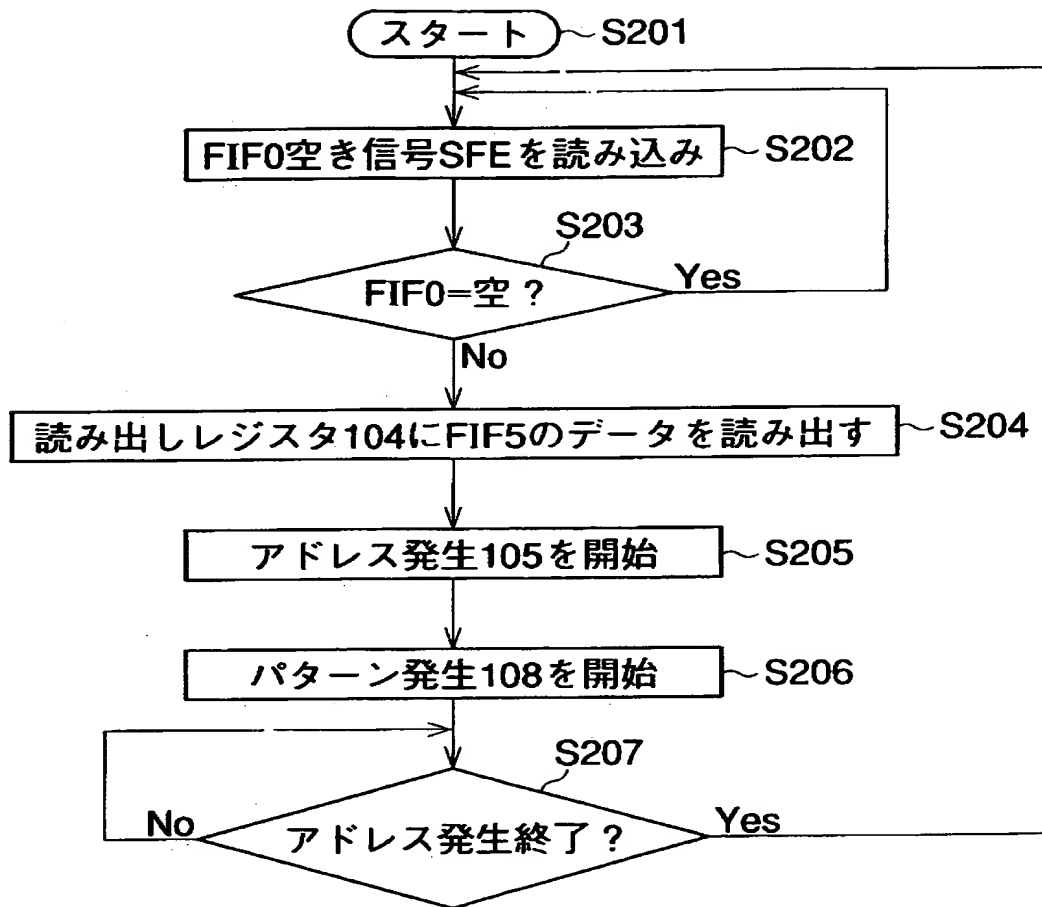 スタート S201
FIFO空き信号SFEを読み込み S202
S203
FIFO=空？ Yes
No
読み出しレジスタ104にFIF5のデータを読み出す S204
アドレス発生105を開始 S205
パターン発生108を開始 S206
S207
No アドレス発生終了？ Yes